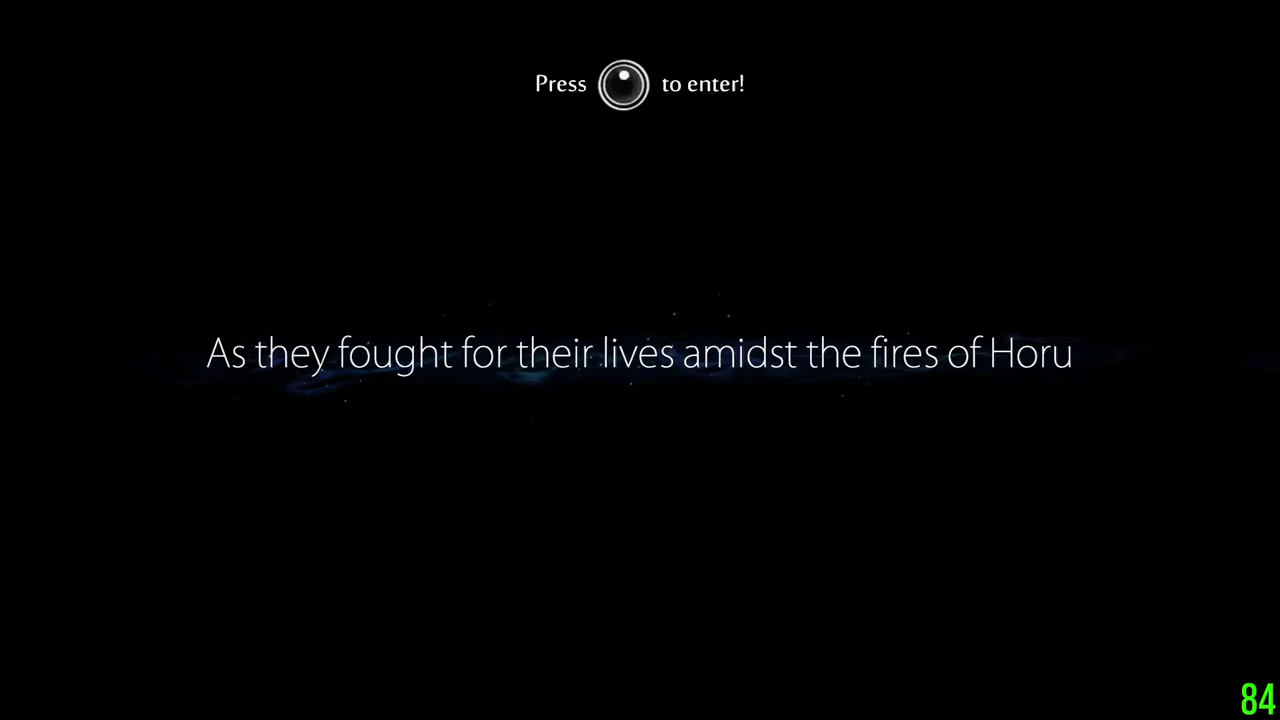 Press to enter!
As they fought for their lives amidst the fires of Horu
84